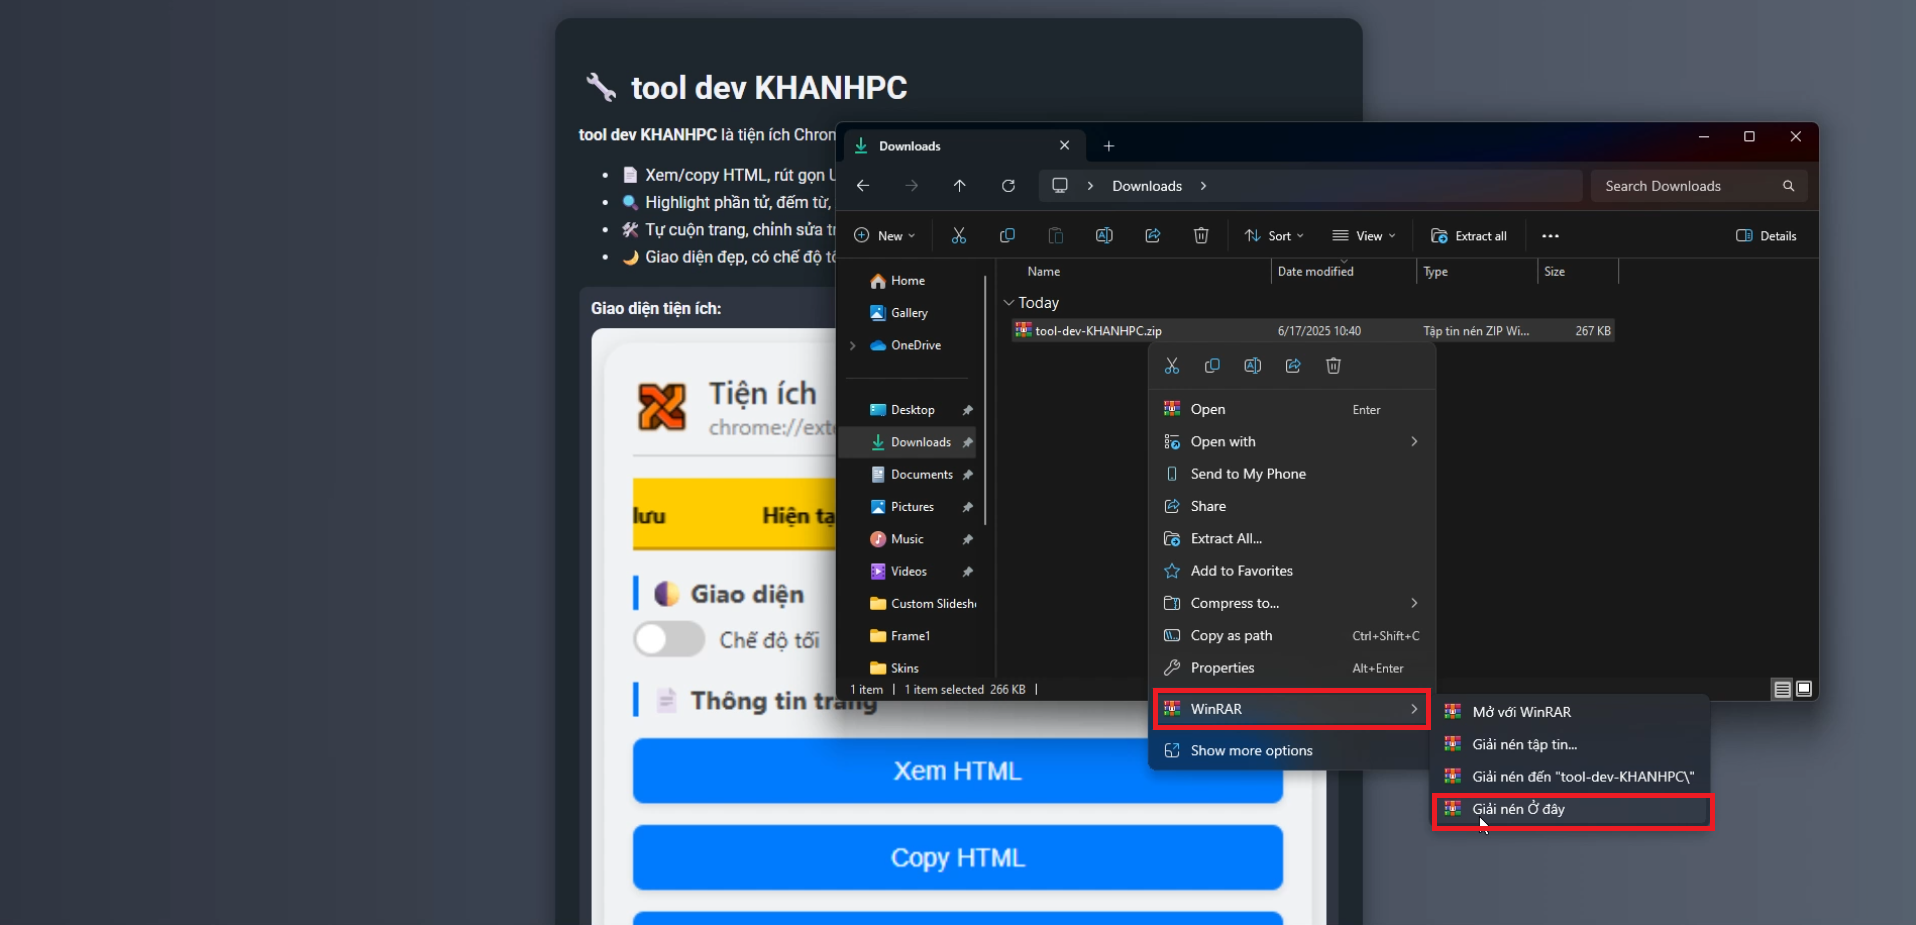 tool dev KHANHPC
tool dev KHANHPC là tiện ích Chrom
Xem/copy HTML, rút gọn U
Highlight phần tử, đếm từ,
Tự cuộn trang, chỉnh sửa tr
Giao diện đẹp, có chế độ tố
Giao diện tiện ích:
Tiện ích
chrome://exte
lưu Hiện tạ
Giao diện
Chế độ tối
Thông tin trang
Xem HTML
Copy HTML
Downloads
Downloads
Search Downloads
New
Sort
View
Extract all
Details
Home
Gallery
OneDrive
Desktop
Downloads
Documents
Pictures
Music
Videos
Custom Slidesh
Frame1
Skins
Name Date modified Type Size
Today
tool-dev-KHANHPC.zip 6/17/2025 10:40 Tập tin nén ZIP Wi... 267 KB
1 item 1 item selected 266 KB
Open Enter
Open with
Send to My Phone
Share
Extract All...
Add to Favorites
Compress to...
Copy as path Ctrl+Shift+C
Properties Alt+Enter
WinRAR
Show more options
Mở với WinRAR
Giải nén tập tin...
Giải nén đến "tool-dev-KHANHPC\"
Giải nén Ở đây